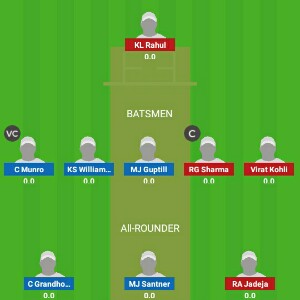 KL Rahul
0.0
BATSMEN
VC
C
C Munro
KS William...
MJ Guptill
RG Sharma
Virat Kohli
0.0
0.0
0.0
0.0
0.0
All-ROUNDER
C Grandho...
MJ Santner
RA Jadeja
0.0
0.0
0.0